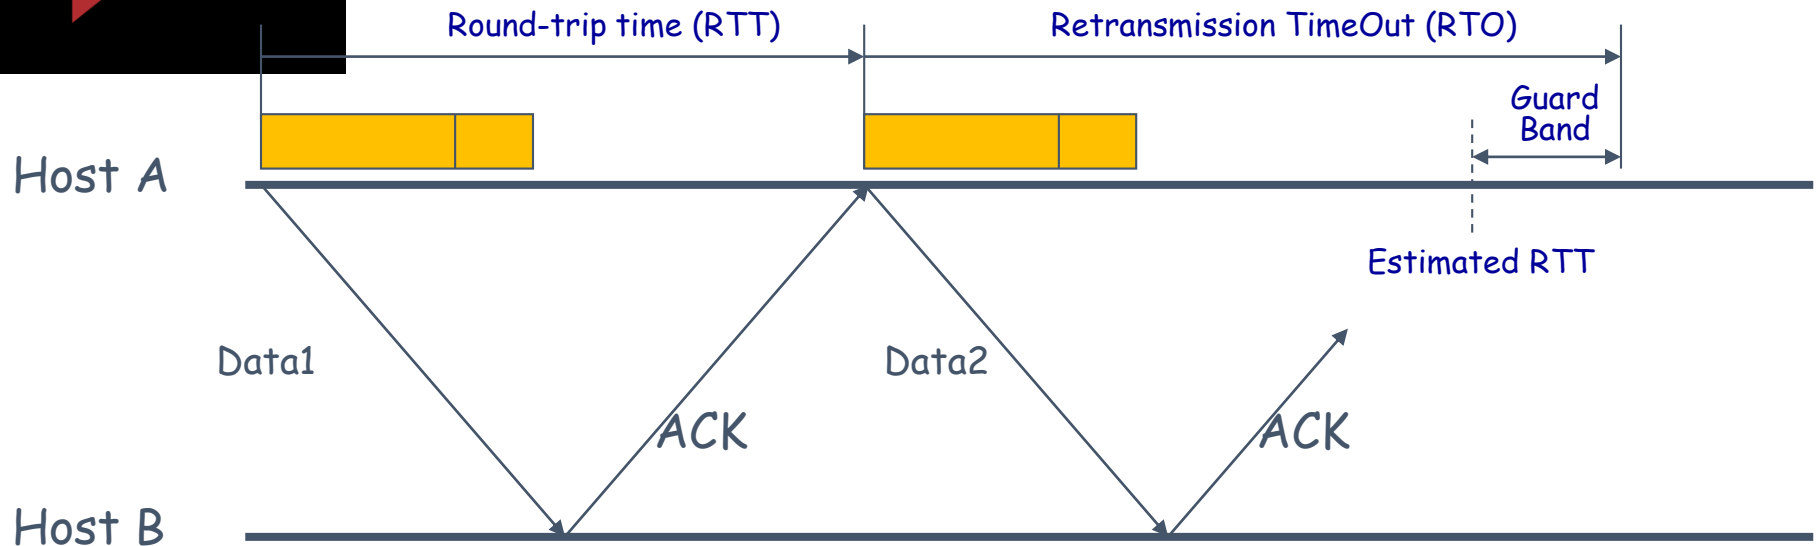 Round-trip time (RTT)
Retransmission TimeOut (RTO)
Guard
Band
Host A
Estimated RTT
Data1
Data2
ACK
ACK
Host B